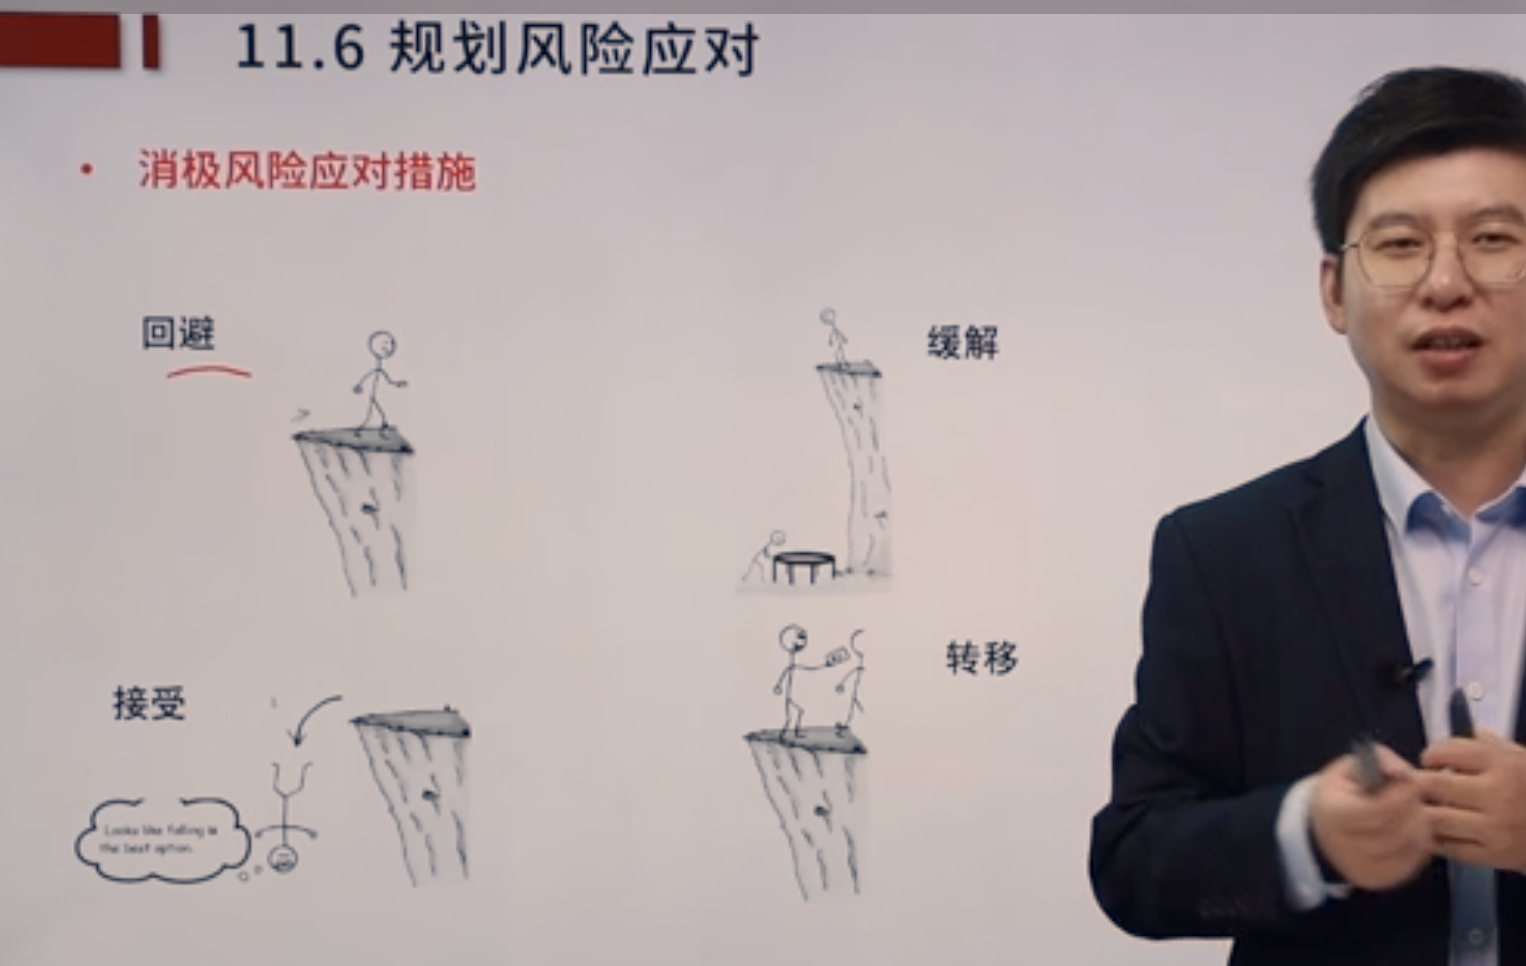 11.6 规划风险应对
• 消极风险应对措施
回避
缓解
接受
转移
Looks like falling is
the best option.